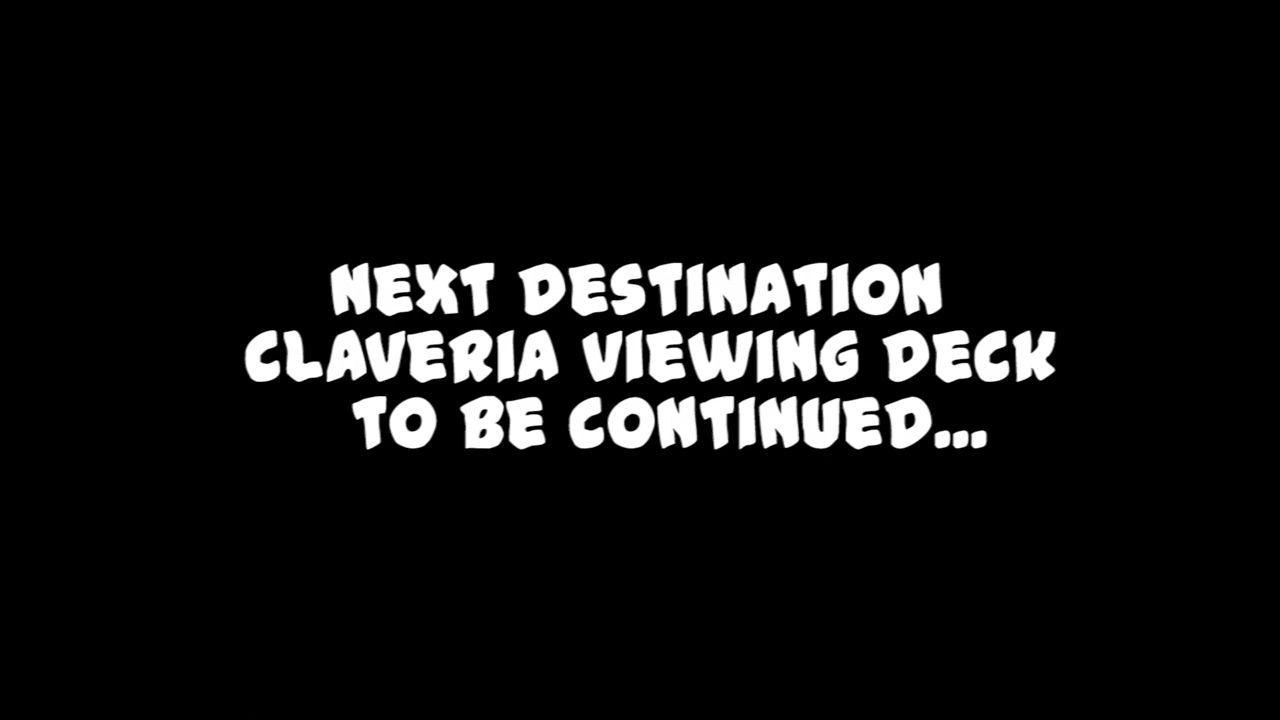 NEXT DESTINATION
CLAVERIA VIEWING DECK
TO BE CONTINUED...